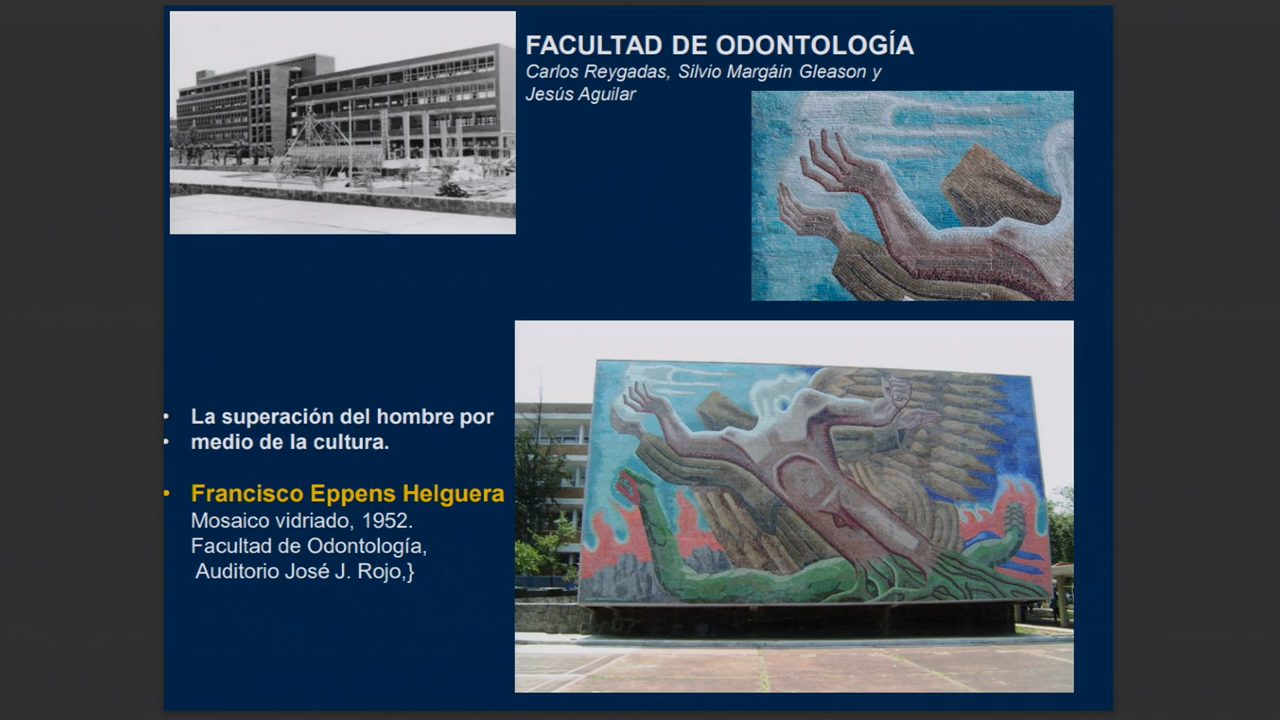 FACULTAD DE ODONTOLOGÍA
Carlos Reygadas, Silvio Margáin Gleason y
Jesús Aguilar
• La superación del hombre por
• medio de la cultura.
• Francisco Eppens Helguera
Mosaico vidriado, 1952.
Facultad de Odontología,
Auditorio José J. Rojo,}